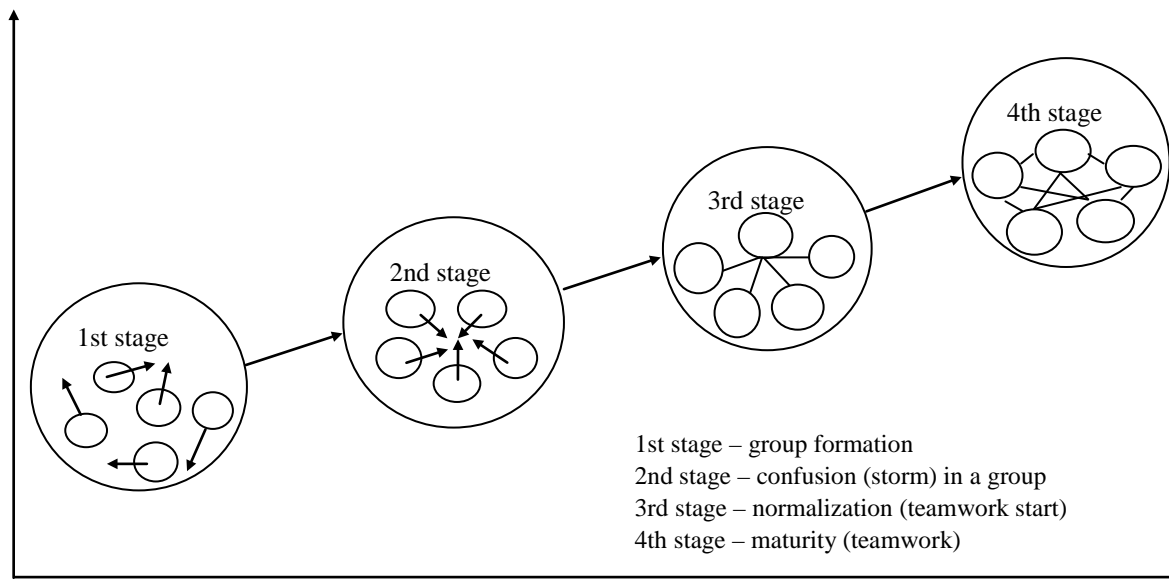 4th stage
3rd stage
2nd stage
1st stage
1st stage – group formation
2nd stage – confusion (storm) in a group
3rd stage – normalization (teamwork start)
4th stage – maturity (teamwork)